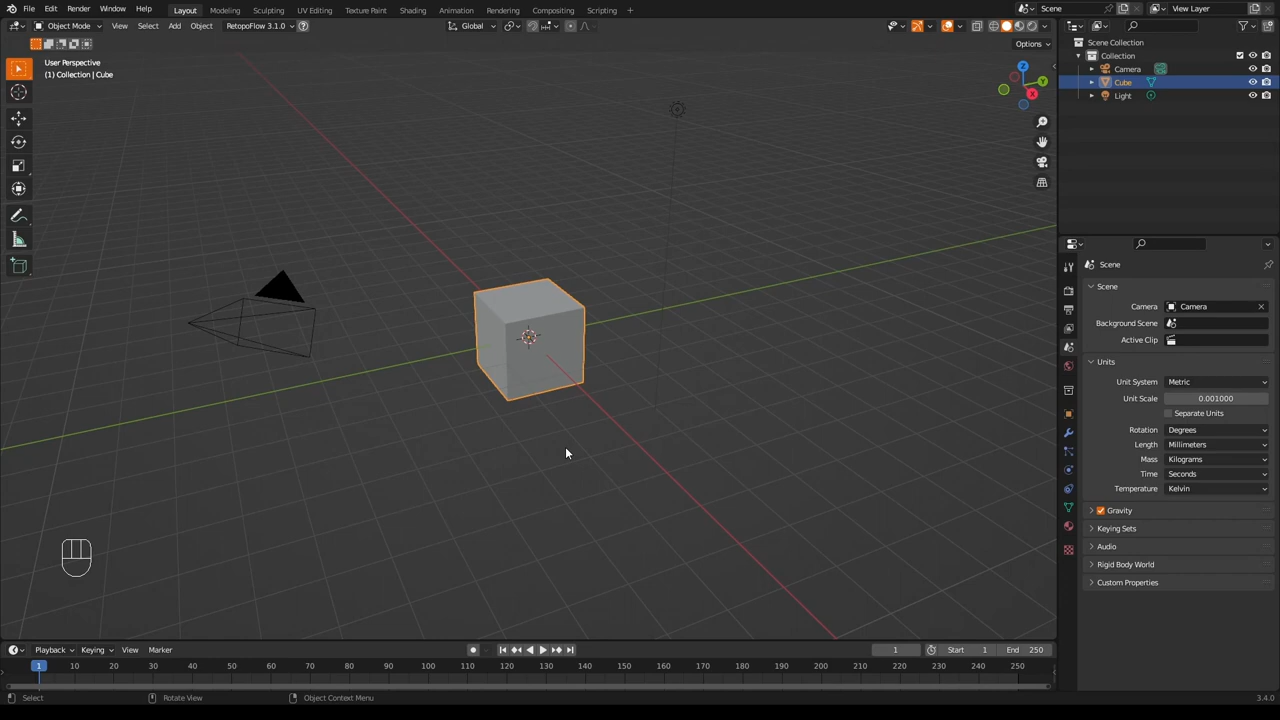 File Edit Render Window Help Layout Modeling Sculpting UV Editing Texture Paint Shading Animation Rendering Compositing Scripting + Scene View Layer
Object Mode View Select Add Object RetopoFlow 3.1.0 Global
Options
User Perspective
(1) Collection | Cube
Z
Y
X
Scene Collection
Collection
Camera
Cube
Light
Scene
Scene
Camera Camera
Background Scene
Active Clip
Units
Unit System Metric
Unit Scale 0.001000
Separate Units
Rotation Degrees
Length Millimeters
Mass Kilograms
Time Seconds
Temperature Kelvin
Gravity
Keying Sets
Audio
Rigid Body World
Custom Properties
Playback Keying View Marker 1 Start 1 End 250
1 10 20 30 40 50 60 70 80 90 100 110 120 130 140 150 160 170 180 190 200 210 220 230 240 250
Select Rotate View Object Context Menu 3.4.0